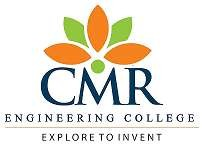 CMR
ENGINEERING COLLEGE
EXPLORE TO INVENT